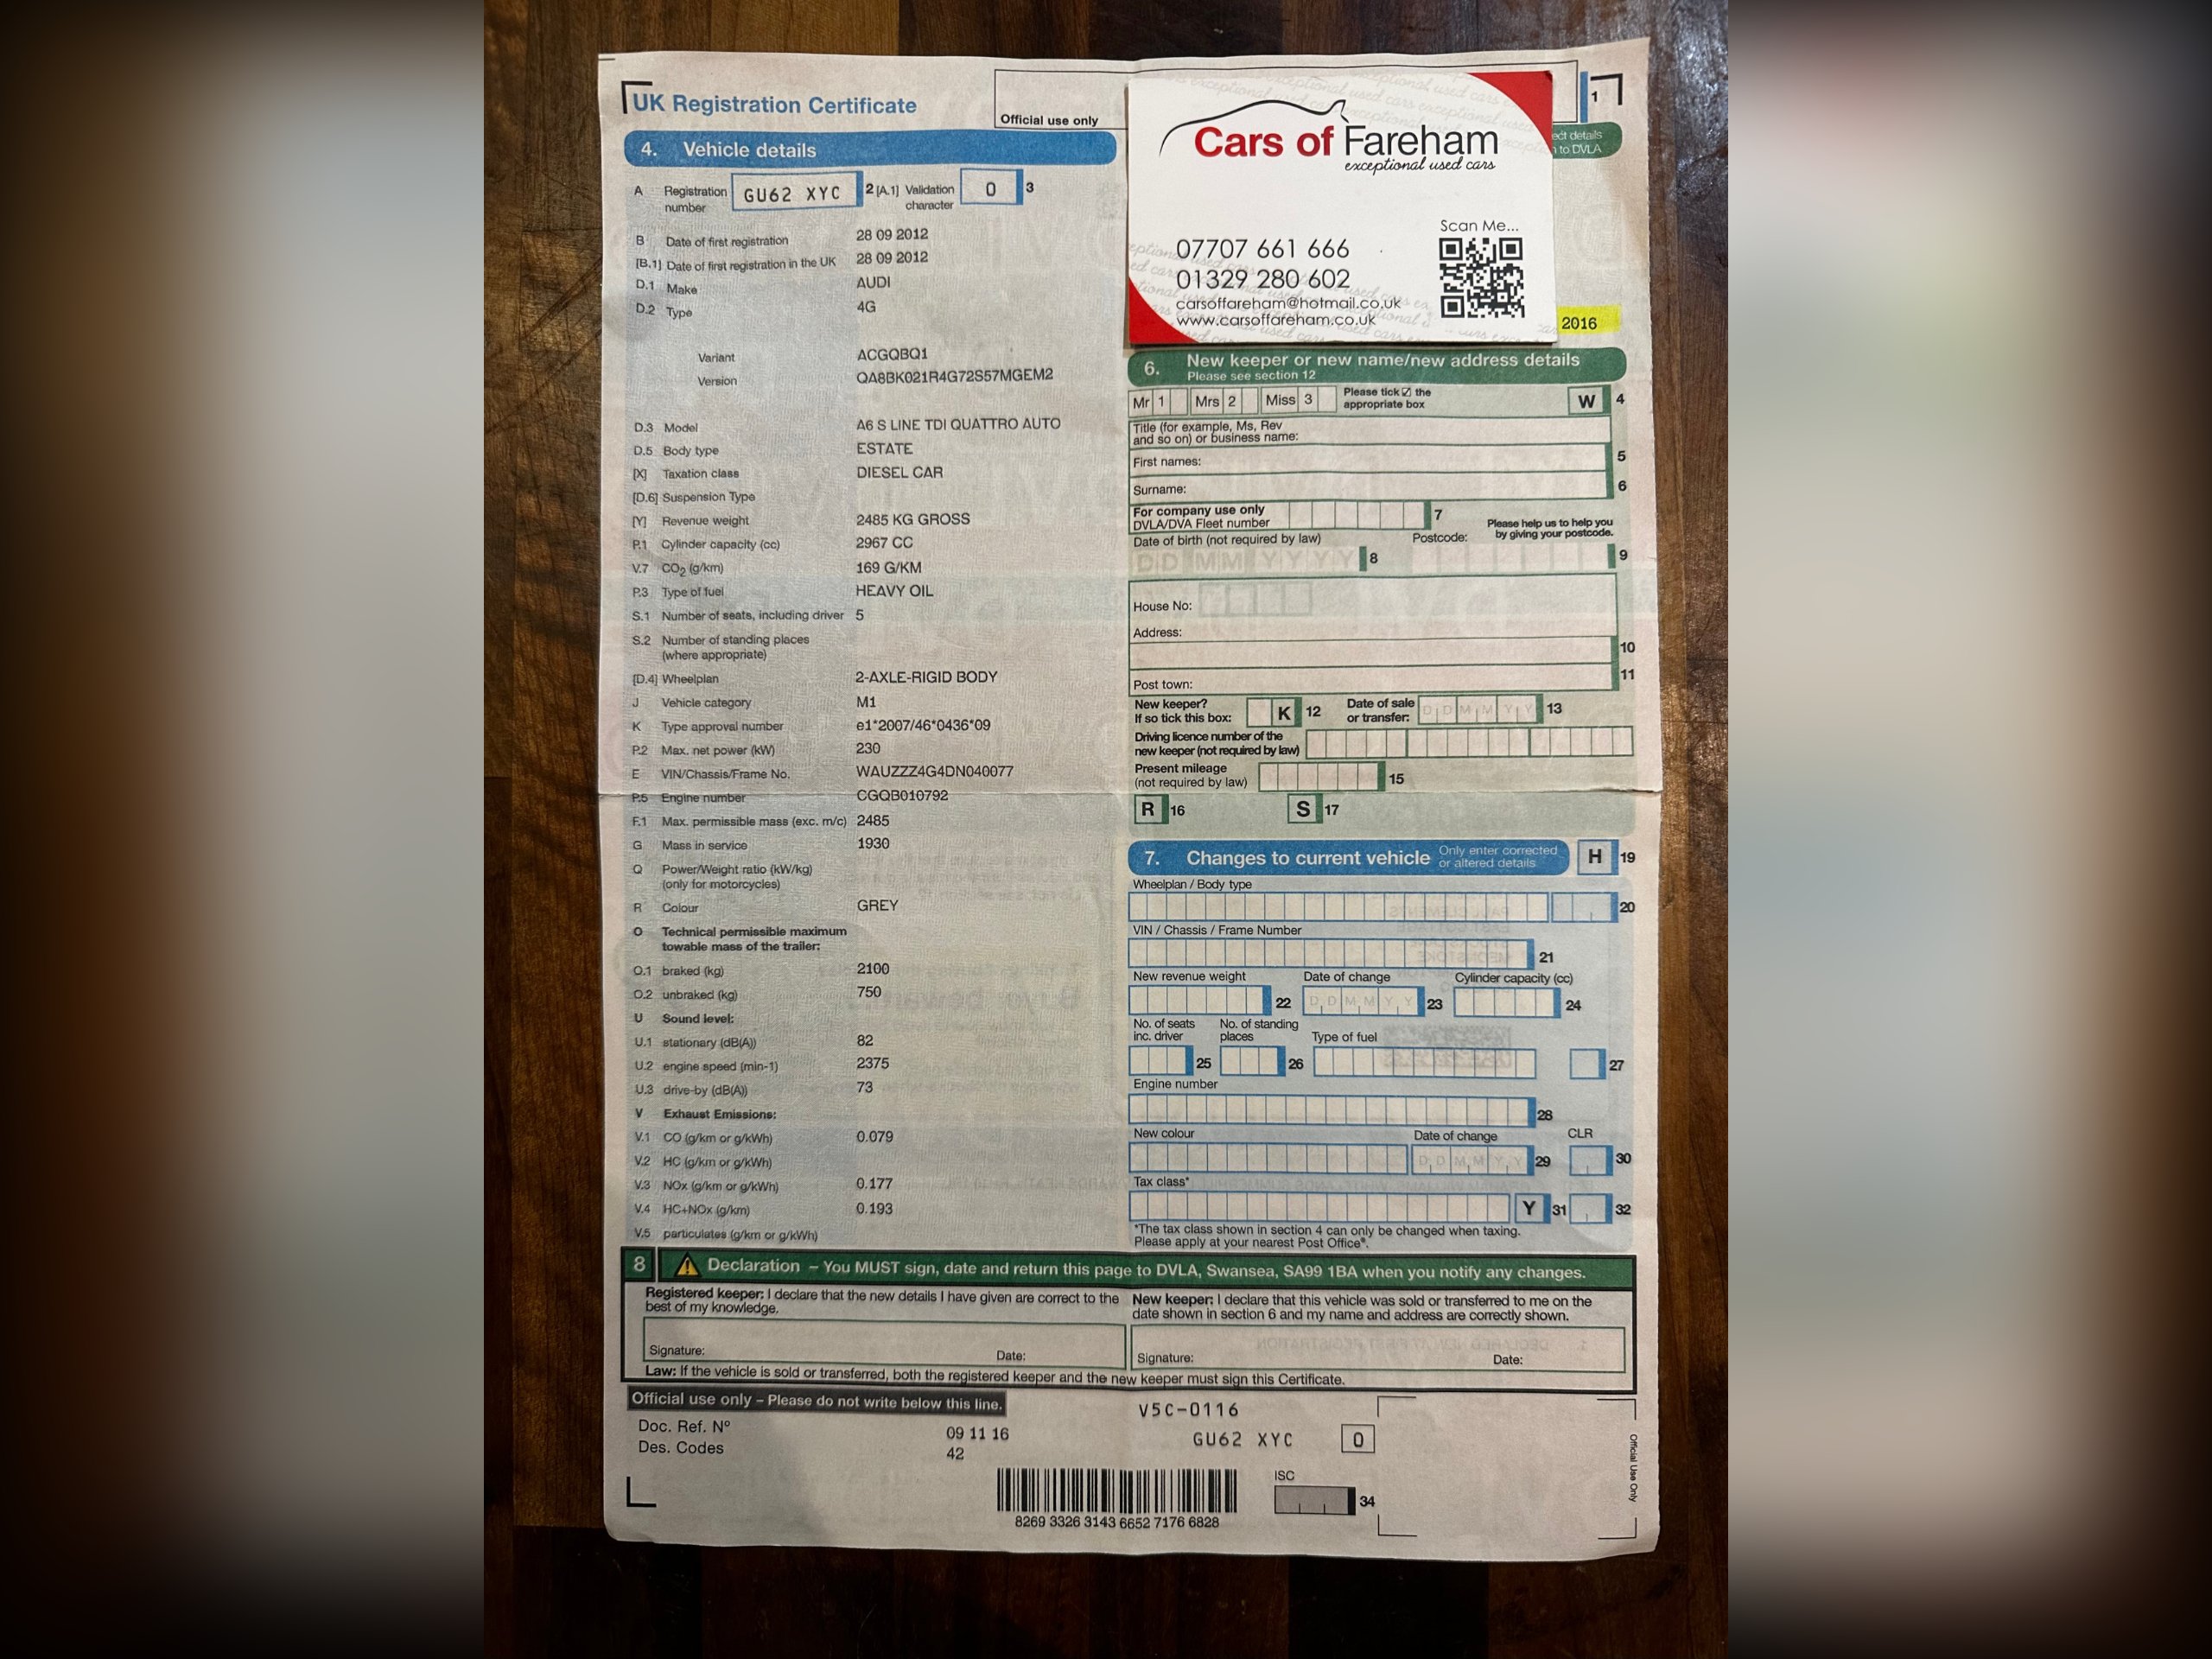 UK Registration Certificate
Official use only
1
4. Vehicle details
A Registration number GU62 XYC 2 [A.1] Validation character 0 3
B Date of first registration 28 09 2012
[B.1] Date of first registration in the UK 28 09 2012
D.1 Make AUDI
D.2 Type 4G
Variant ACGQBQ1
Version QA8BK021R4G72S57MGEM2
D.3 Model A6 S LINE TDI QUATTRO AUTO
D.5 Body type ESTATE
[X] Taxation class DIESEL CAR
[D.6] Suspension Type
[Y] Revenue weight 2485 KG GROSS
P.1 Cylinder capacity (cc) 2967 CC
V.7 CO2 (g/km) 169 G/KM
P.3 Type of fuel HEAVY OIL
S.1 Number of seats, including driver 5
S.2 Number of standing places
(where appropriate)
[D.4] Wheelplan 2-AXLE-RIGID BODY
J Vehicle category M1
K Type approval number e1*2007/46*0436*09
P.2 Max. net power (kW) 230
E VIN/Chassis/Frame No. WAUZZZ4G4DN040077
P.5 Engine number CGQB010792
F.1 Max. permissible mass (exc. m/c) 2485
G Mass in service 1930
Q Power/Weight ratio (kW/kg)
(only for motorcycles)
R Colour GREY
O Technical permissible maximum
towable mass of the trailer:
O.1 braked (kg) 2100
O.2 unbraked (kg) 750
U Sound level:
U.1 stationary (dB(A)) 82
U.2 engine speed (min-1) 2375
U.3 drive-by (dB(A)) 73
V Exhaust Emissions:
V.1 CO (g/km or g/kWh) 0.079
V.2 HC (g/km or g/kWh)
V.3 NOx (g/km or g/kWh) 0.177
V.4 HC+NOx (g/km) 0.193
V.5 particulates (g/km or g/kWh)
Cars of Fareham
exceptional used cars
Scan Me...
07707 661 666
01329 280 602
carsoffareham@hotmail.co.uk
www.carsoffareham.co.uk
details
to DVLA
2016
6. New keeper or new name/new address details
Please see section 12
Mr 1 Mrs 2 Miss 3 Please tick ☑ the appropriate box W 4
Title (for example, Ms, Rev
and so on) or business name:
First names: 5
Surname: 6
For company use only
DVLA/DVA Fleet number 7
Please help us to help you
by giving your postcode.
Date of birth (not required by law) Postcode:
DD MM YYYY 8 9
House No:
Address:
10
11
Post town:
New keeper?
If so tick this box: K 12 Date of sale or transfer: D D M M Y Y 13
Driving licence number of the
new keeper (not required by law)
Present mileage
(not required by law) 15
R 16 S 17
7. Changes to current vehicle Only enter corrected or altered details H 19
Wheelplan / Body type
20
VIN / Chassis / Frame Number
21
New revenue weight Date of change Cylinder capacity (cc)
22 D D M M Y Y 23 24
No. of seats inc. driver No. of standing places Type of fuel
25 26 27
Engine number
28
New colour Date of change CLR
D D M M Y Y 29 30
Tax class*
Y 31 32
*The tax class shown in section 4 can only be changed when taxing.
Please apply at your nearest Post Office®.
8 Declaration – You MUST sign, date and return this page to DVLA, Swansea, SA99 1BA when you notify any changes.
Registered keeper: I declare that the new details I have given are correct to the
best of my knowledge.
Signature: Date:
New keeper: I declare that this vehicle was sold or transferred to me on the
date shown in section 6 and my name and address are correctly shown.
Signature: Date:
Law: If the vehicle is sold or transferred, both the registered keeper and the new keeper must sign this Certificate.
Official use only – Please do not write below this line.
Doc. Ref. Nº 09 11 16
Des. Codes 42
V5C-0116
GU62 XYC 0
8269 3326 3143 6652 7176 6828
ISC
34
Official Use Only